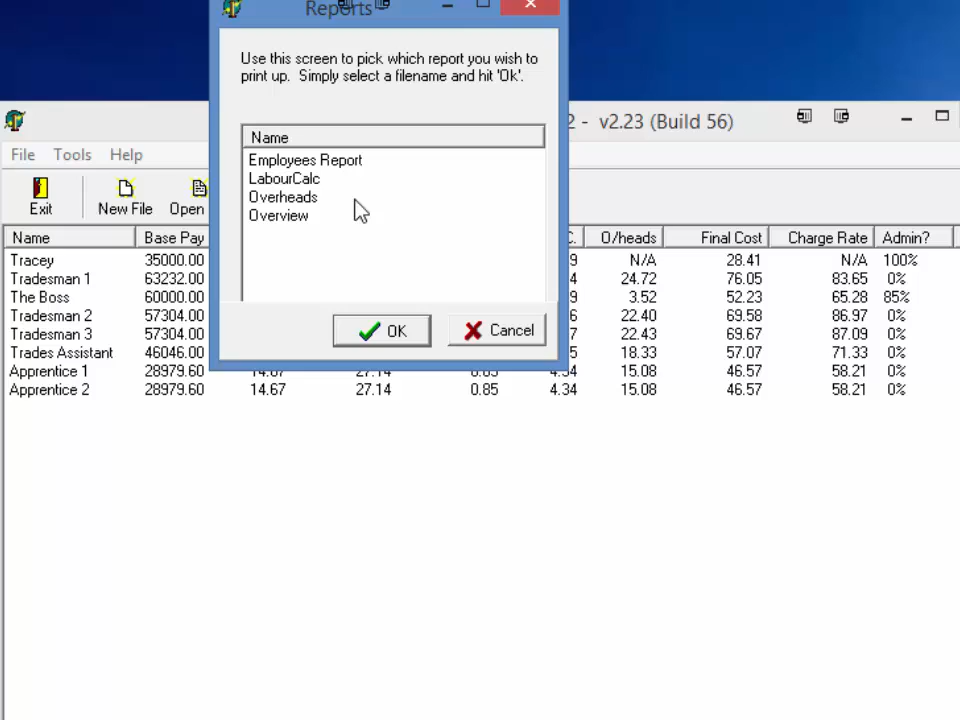 Reports
Use this screen to pick which report you wish to
print up. Simply select a filename and hit 'Ok'.
Name
Employees Report
LabourCalc
Overheads
Overview
OK Cancel
2 - v2.23 (Build 56)
File Tools Help
Exit New File Open
Name Base Pay C. O/heads Final Cost Charge Rate Admin?
Tracey 35000.00 9 N/A 28.41 N/A 100%
Tradesman 1 63232.00 4 24.72 76.05 83.65 0%
The Boss 60000.00 9 3.52 52.23 65.28 85%
Tradesman 2 57304.00 6 22.40 69.58 86.97 0%
Tradesman 3 57304.00 7 22.43 69.67 87.09 0%
Trades Assistant 46046.00 5 18.33 57.07 71.33 0%
Apprentice 1 28979.60 14.67 27.14 0.85 4.34 15.08 46.57 58.21 0%
Apprentice 2 28979.60 14.67 27.14 0.85 4.34 15.08 46.57 58.21 0%